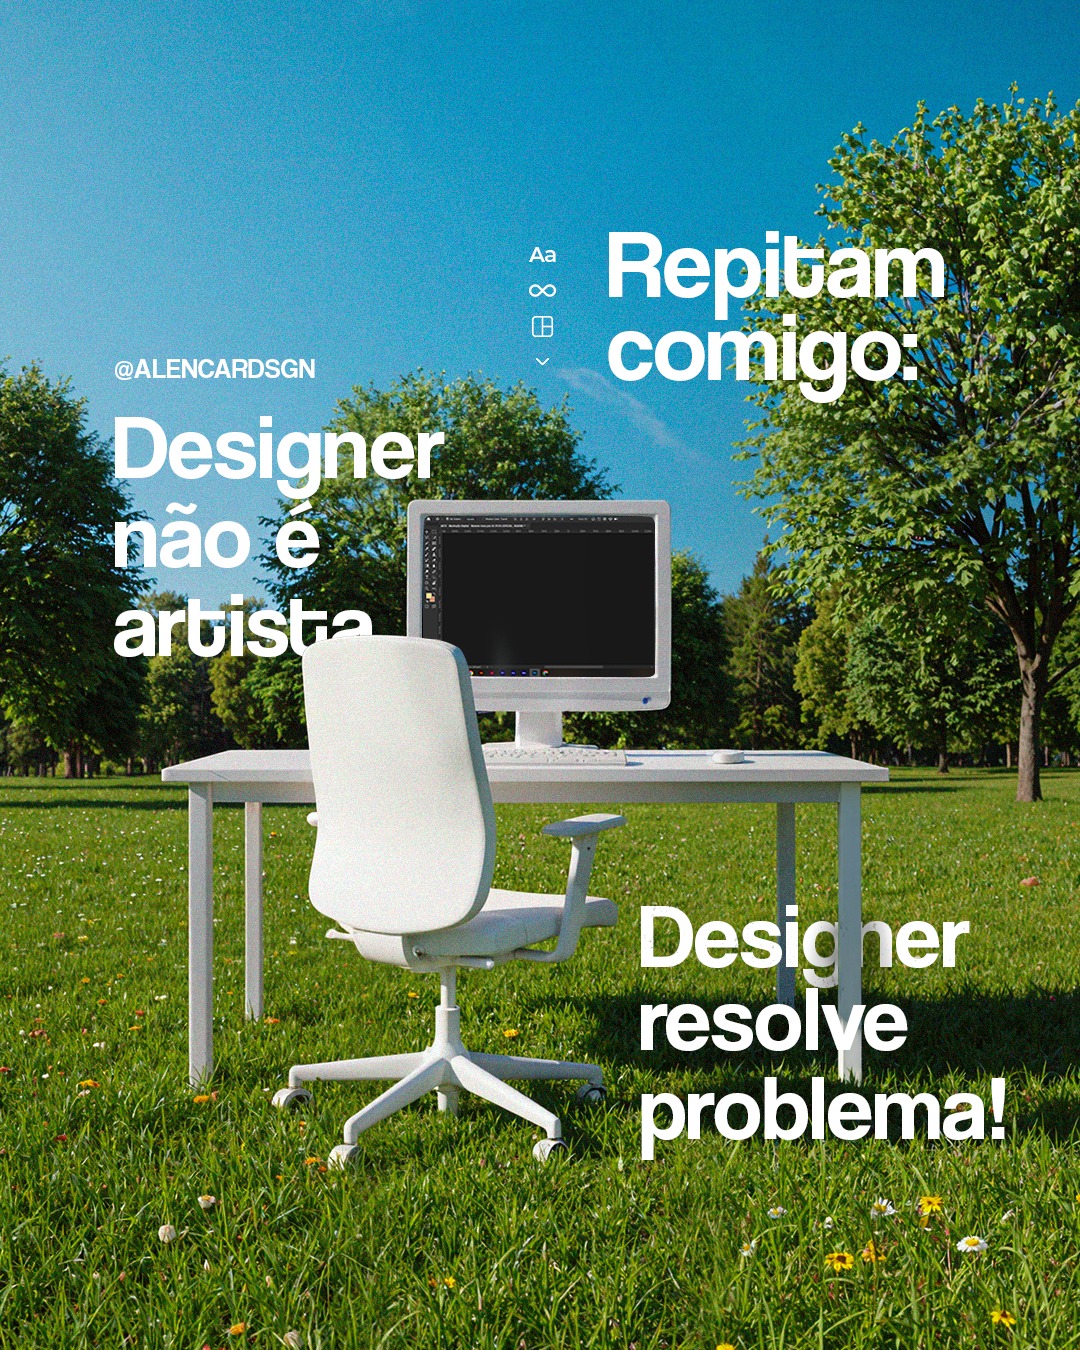 Aa
Repitam
comigo:
@ALENCARDSGN
Designer
não è
artista
Designer
resolve
problema!